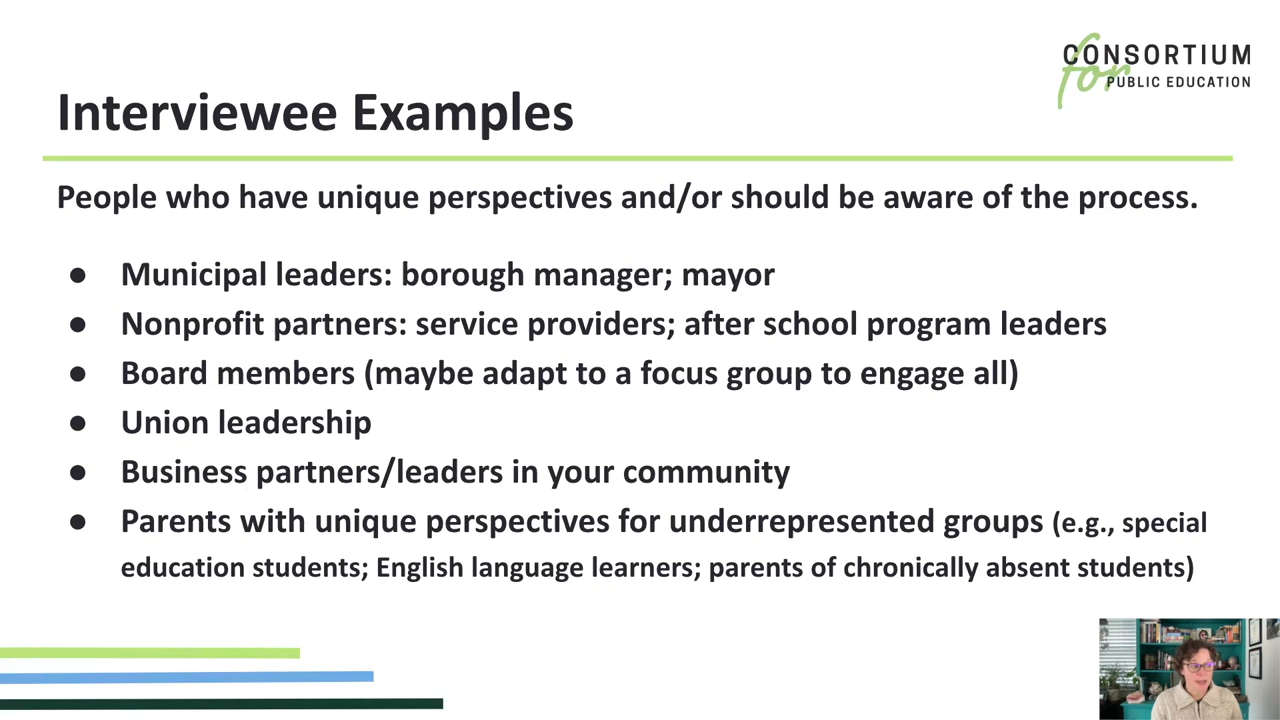 CONSORTIUM
for PUBLIC EDUCATION
Interviewee Examples
People who have unique perspectives and/or should be aware of the process.
● Municipal leaders: borough manager; mayor
● Nonprofit partners: service providers; after school program leaders
● Board members (maybe adapt to a focus group to engage all)
● Union leadership
● Business partners/leaders in your community
● Parents with unique perspectives for underrepresented groups (e.g., special
education students; English language learners; parents of chronically absent students)